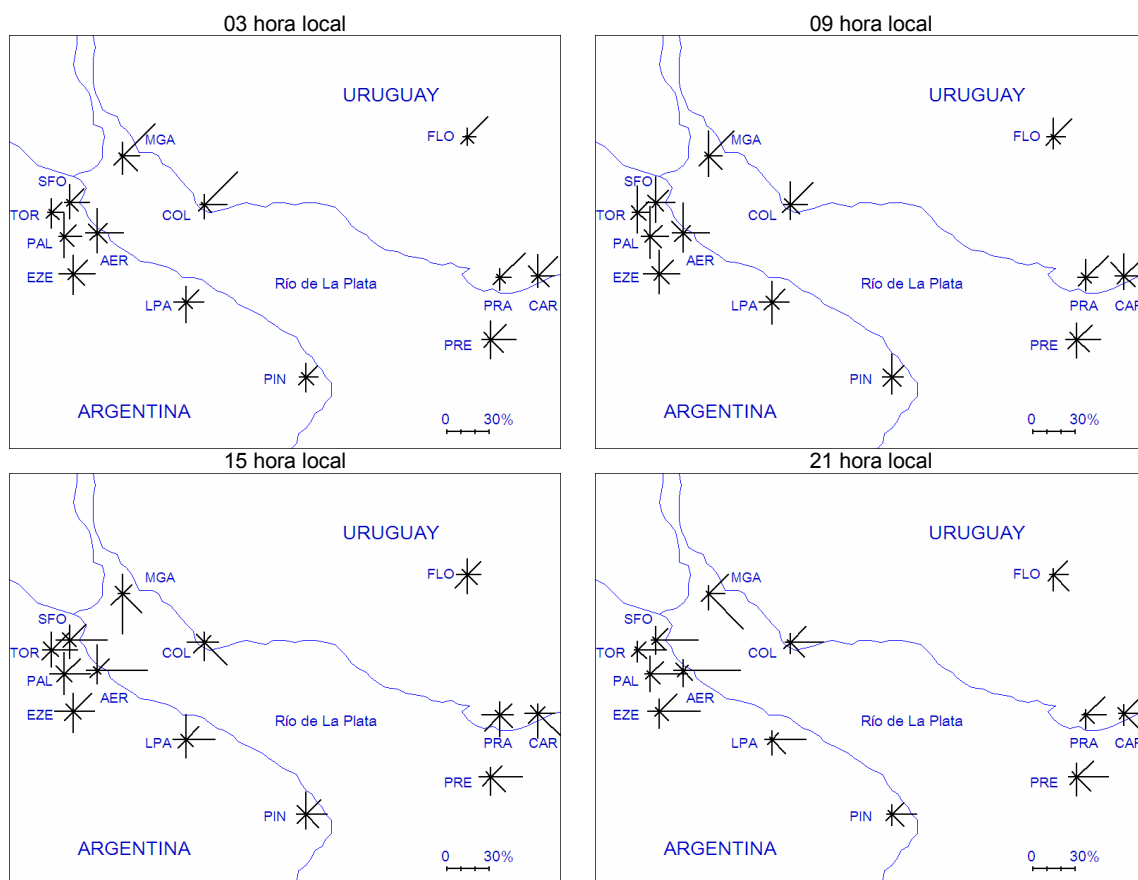 03 hora local
09 hora local
URUGUAY
FLO
MGA
SFO
TOR
COL
PAL
AER
EZE
Río de La Plata
LPA
PRA
CAR
PRE
PIN
ARGENTINA
0 30%
URUGUAY
FLO
MGA
SFO
TOR
COL
PAL
AER
EZE
Río de La Plata
LPA
PRA
CAR
PRE
PIN
ARGENTINA
0 30%
15 hora local
21 hora local
URUGUAY
FLO
MGA
SFO
TOR
COL
PAL
AER
EZE
Río de La Plata
LPA
PRA
CAR
PRE
PIN
ARGENTINA
0 30%
URUGUAY
FLO
MGA
SFO
TOR
COL
PAL
AER
EZE
Río de La Plata
LPA
PRA
CAR
PRE
PIN
ARGENTINA
0 30%